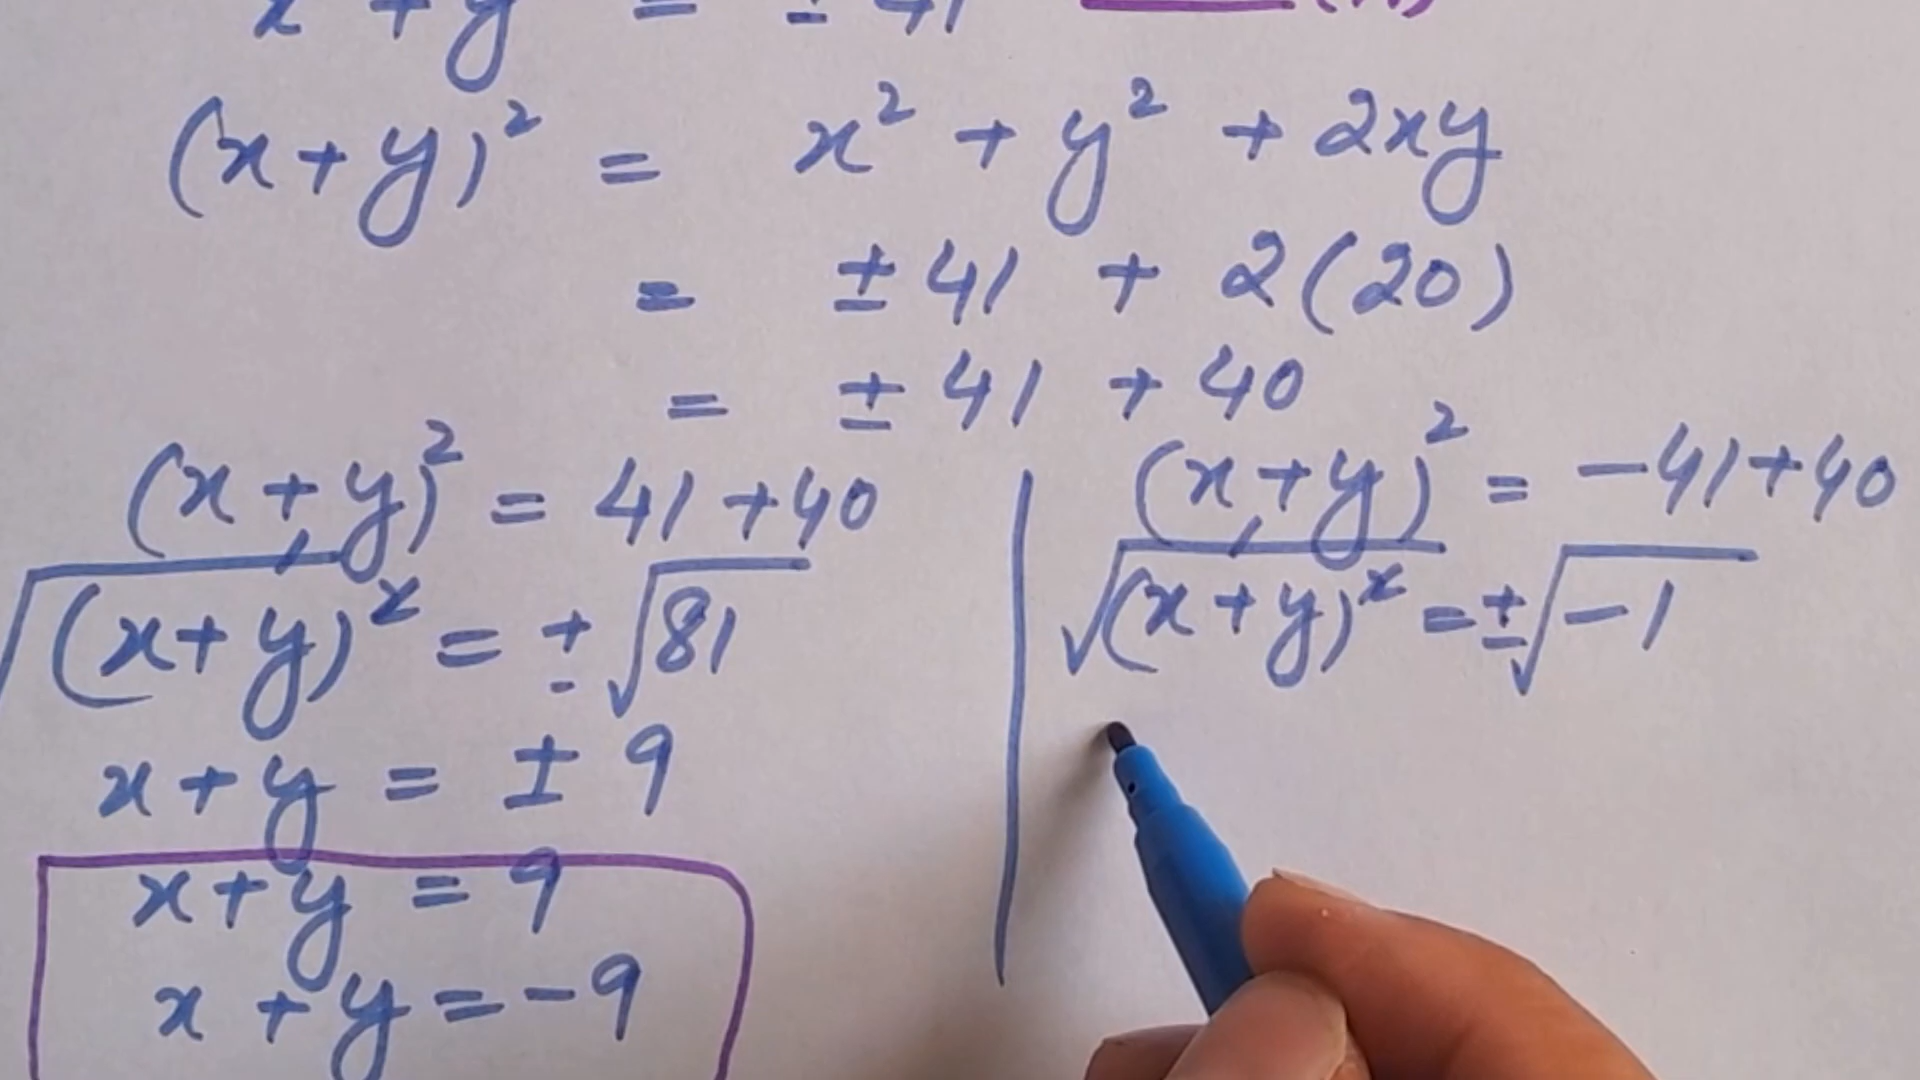 x + y = ± 41
(x+y)² = x² + y² + 2xy
= ± 41 + 2(20)
= ± 41 + 40
(x+y)² = 41 + 40
√(x+y)² = ± √81
x + y = ± 9
x + y = 9
x + y = -9
(x+y)² = -41+40
√(x+y)² = ± √-1